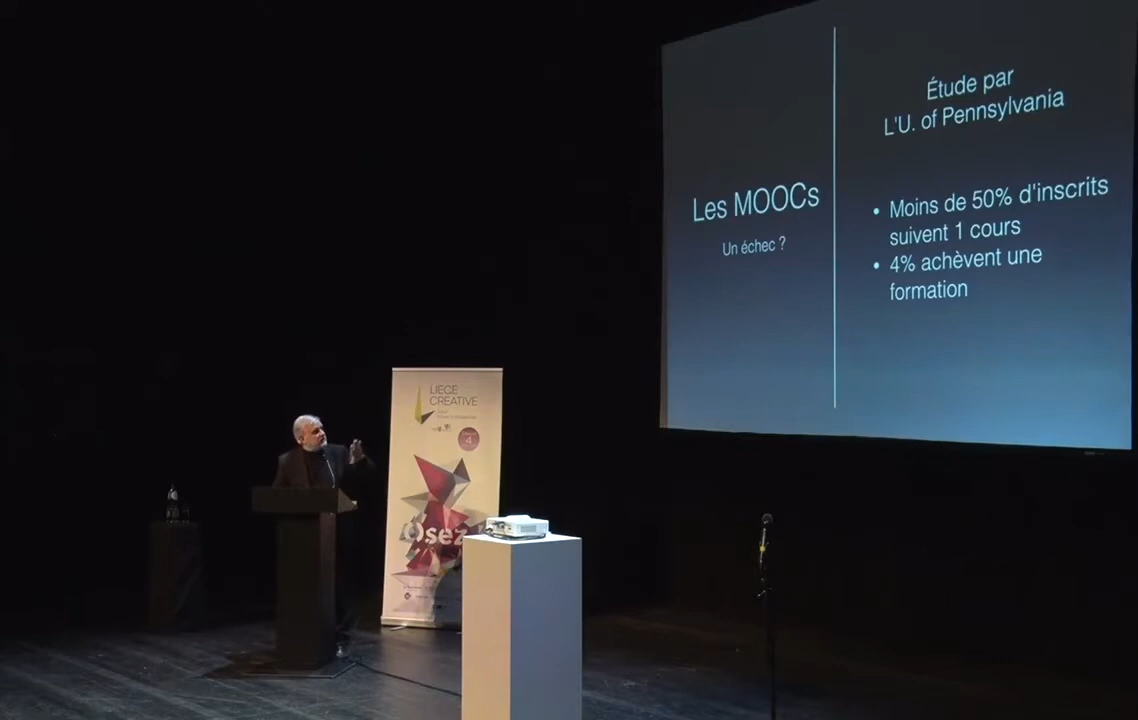 Étude par
L'U. of Pennsylvania
Les MOOCs
Un échec ?
• Moins de 50% d'inscrits
suivent 1 cours
• 4% achèvent une
formation
LIEGE
CREATIVE
4
Osez